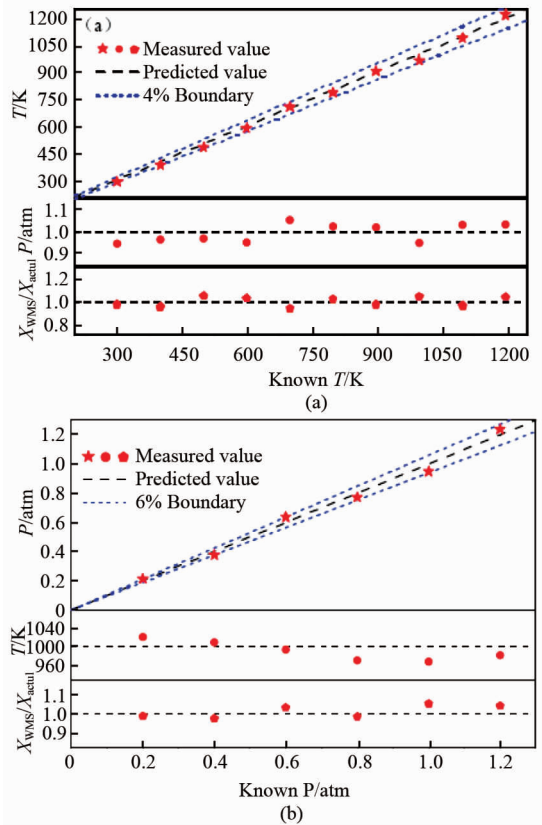 (a)
Measured value
Predicted value
4% Boundary
T/K
1200
1050
900
750
600
450
300
P/atm
1.1
1.0
0.9
X_WMS/X_actul
1.2
1.0
0.8
300 450 600 750 900 1050 1200
Known T/K
(a)
Measured value
Predicted value
6% Boundary
P/atm
1.2
1.0
0.8
0.6
0.4
0.2
0
T/K
1040
1000
960
X_WMS/X_actul
1.1
1.0
0.9
0 0.2 0.4 0.6 0.8 1.0 1.2
Known P/atm
(b)